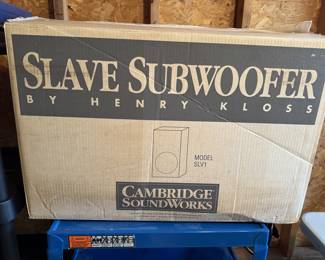 SLAVE SUBWOOFER
BY HENRY KLOSS
MODEL
SLV1
CAMBRIDGE
SOUNDWORKS